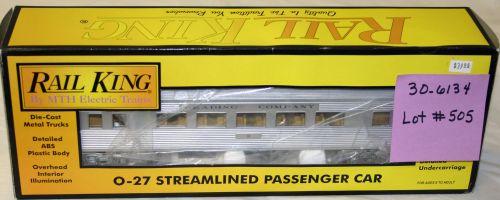 RAIL KING
Quality In The Tradition You Remember
RAIL KING
By MTH Electric Trains
Die-Cast
Metal Trucks
Detailed
ABS
Plastic Body
Overhead
Interior
Illumination
READING COMPANY
30-6134
Lot #505
Undercarriage
O-27 STREAMLINED PASSENGER CAR